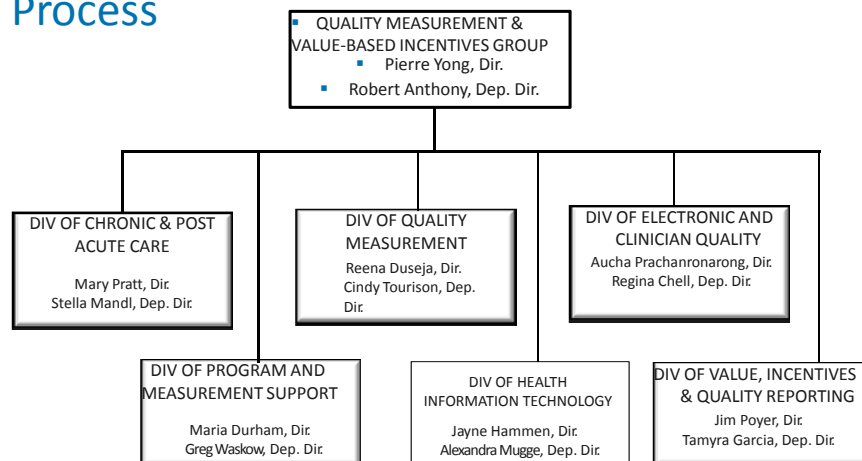 Process
▪ QUALITY MEASUREMENT &
VALUE-BASED INCENTIVES GROUP
▪ Pierre Yong, Dir.
▪ Robert Anthony, Dep. Dir.
DIV OF CHRONIC & POST
ACUTE CARE
Mary Pratt, Dir.
Stella Mandl, Dep. Dir.
DIV OF QUALITY
MEASUREMENT
Reena Duseja, Dir.
Cindy Tourison, Dep.
Dir.
DIV OF ELECTRONIC AND
CLINICIAN QUALITY
Aucha Prachanronarong, Dir.
Regina Chell, Dep. Dir.
DIV OF PROGRAM AND
MEASUREMENT SUPPORT
Maria Durham, Dir.
Greg Waskow, Dep. Dir.
DIV OF HEALTH
INFORMATION TECHNOLOGY
Jayne Hammen, Dir.
Alexandra Mugge, Dep. Dir.
DIV OF VALUE, INCENTIVES
& QUALITY REPORTING
Jim Poyer, Dir.
Tamyra Garcia, Dep. Dir.